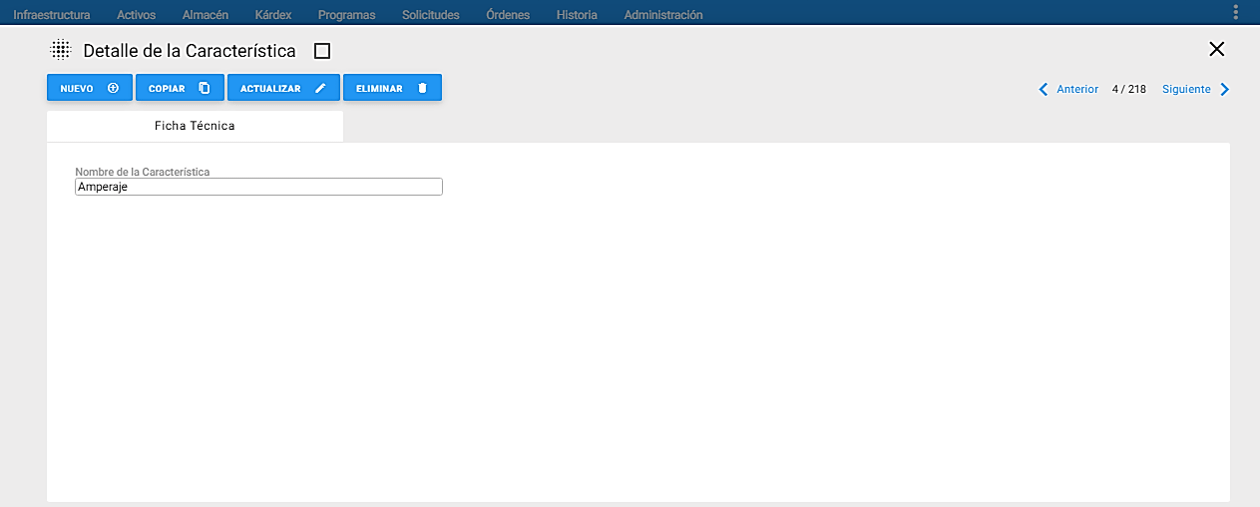 Infraestructura Activos Almacén Kárdex Programas Solicitudes Órdenes Historia Administración
Detalle de la Característica
NUEVO COPIAR ACTUALIZAR ELIMINAR Anterior 4 / 218 Siguiente
Ficha Técnica
Nombre de la Característica
Amperaje